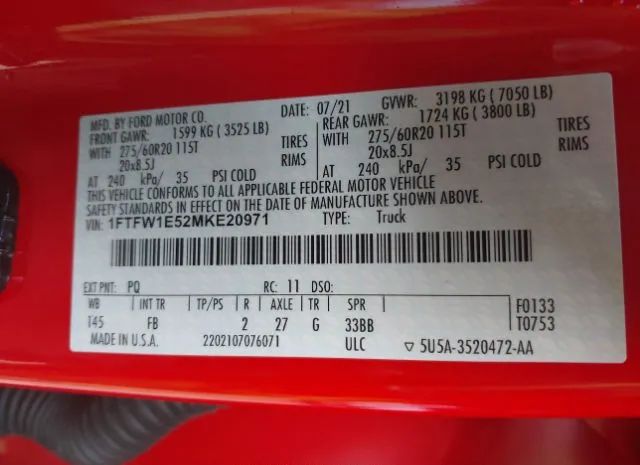 MFD. BY FORD MOTOR CO.
DATE: 07/21 GVWR: 3198 KG ( 7050 LB)
FRONT GAWR: 1599 KG ( 3525 LB) REAR GAWR: 1724 KG ( 3800 LB)
WITH 275/60R20 115T TIRES WITH 275/60R20 115T TIRES
20x8.5J RIMS 20x8.5J RIMS
AT 240 kPa/ 35 PSI COLD AT 240 kPa/ 35 PSI COLD
THIS VEHICLE CONFORMS TO ALL APPLICABLE FEDERAL MOTOR VEHICLE
SAFETY STANDARDS IN EFFECT ON THE DATE OF MANUFACTURE SHOWN ABOVE.
VIN: 1FTFW1E52MKE20971 TYPE: Truck
EXT PNT: PQ RC: 11 DSO:
WB INT TR TP/PS R AXLE TR SPR F0133
145 FB 2 27 G 33BB T0753
MADE IN U.S.A. 2202107076071 ULC ▽ 5U5A-3520472-AA